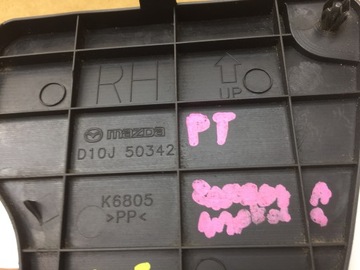 RH
UP
mazda
PT
D10J 50342
K6805
>PP<